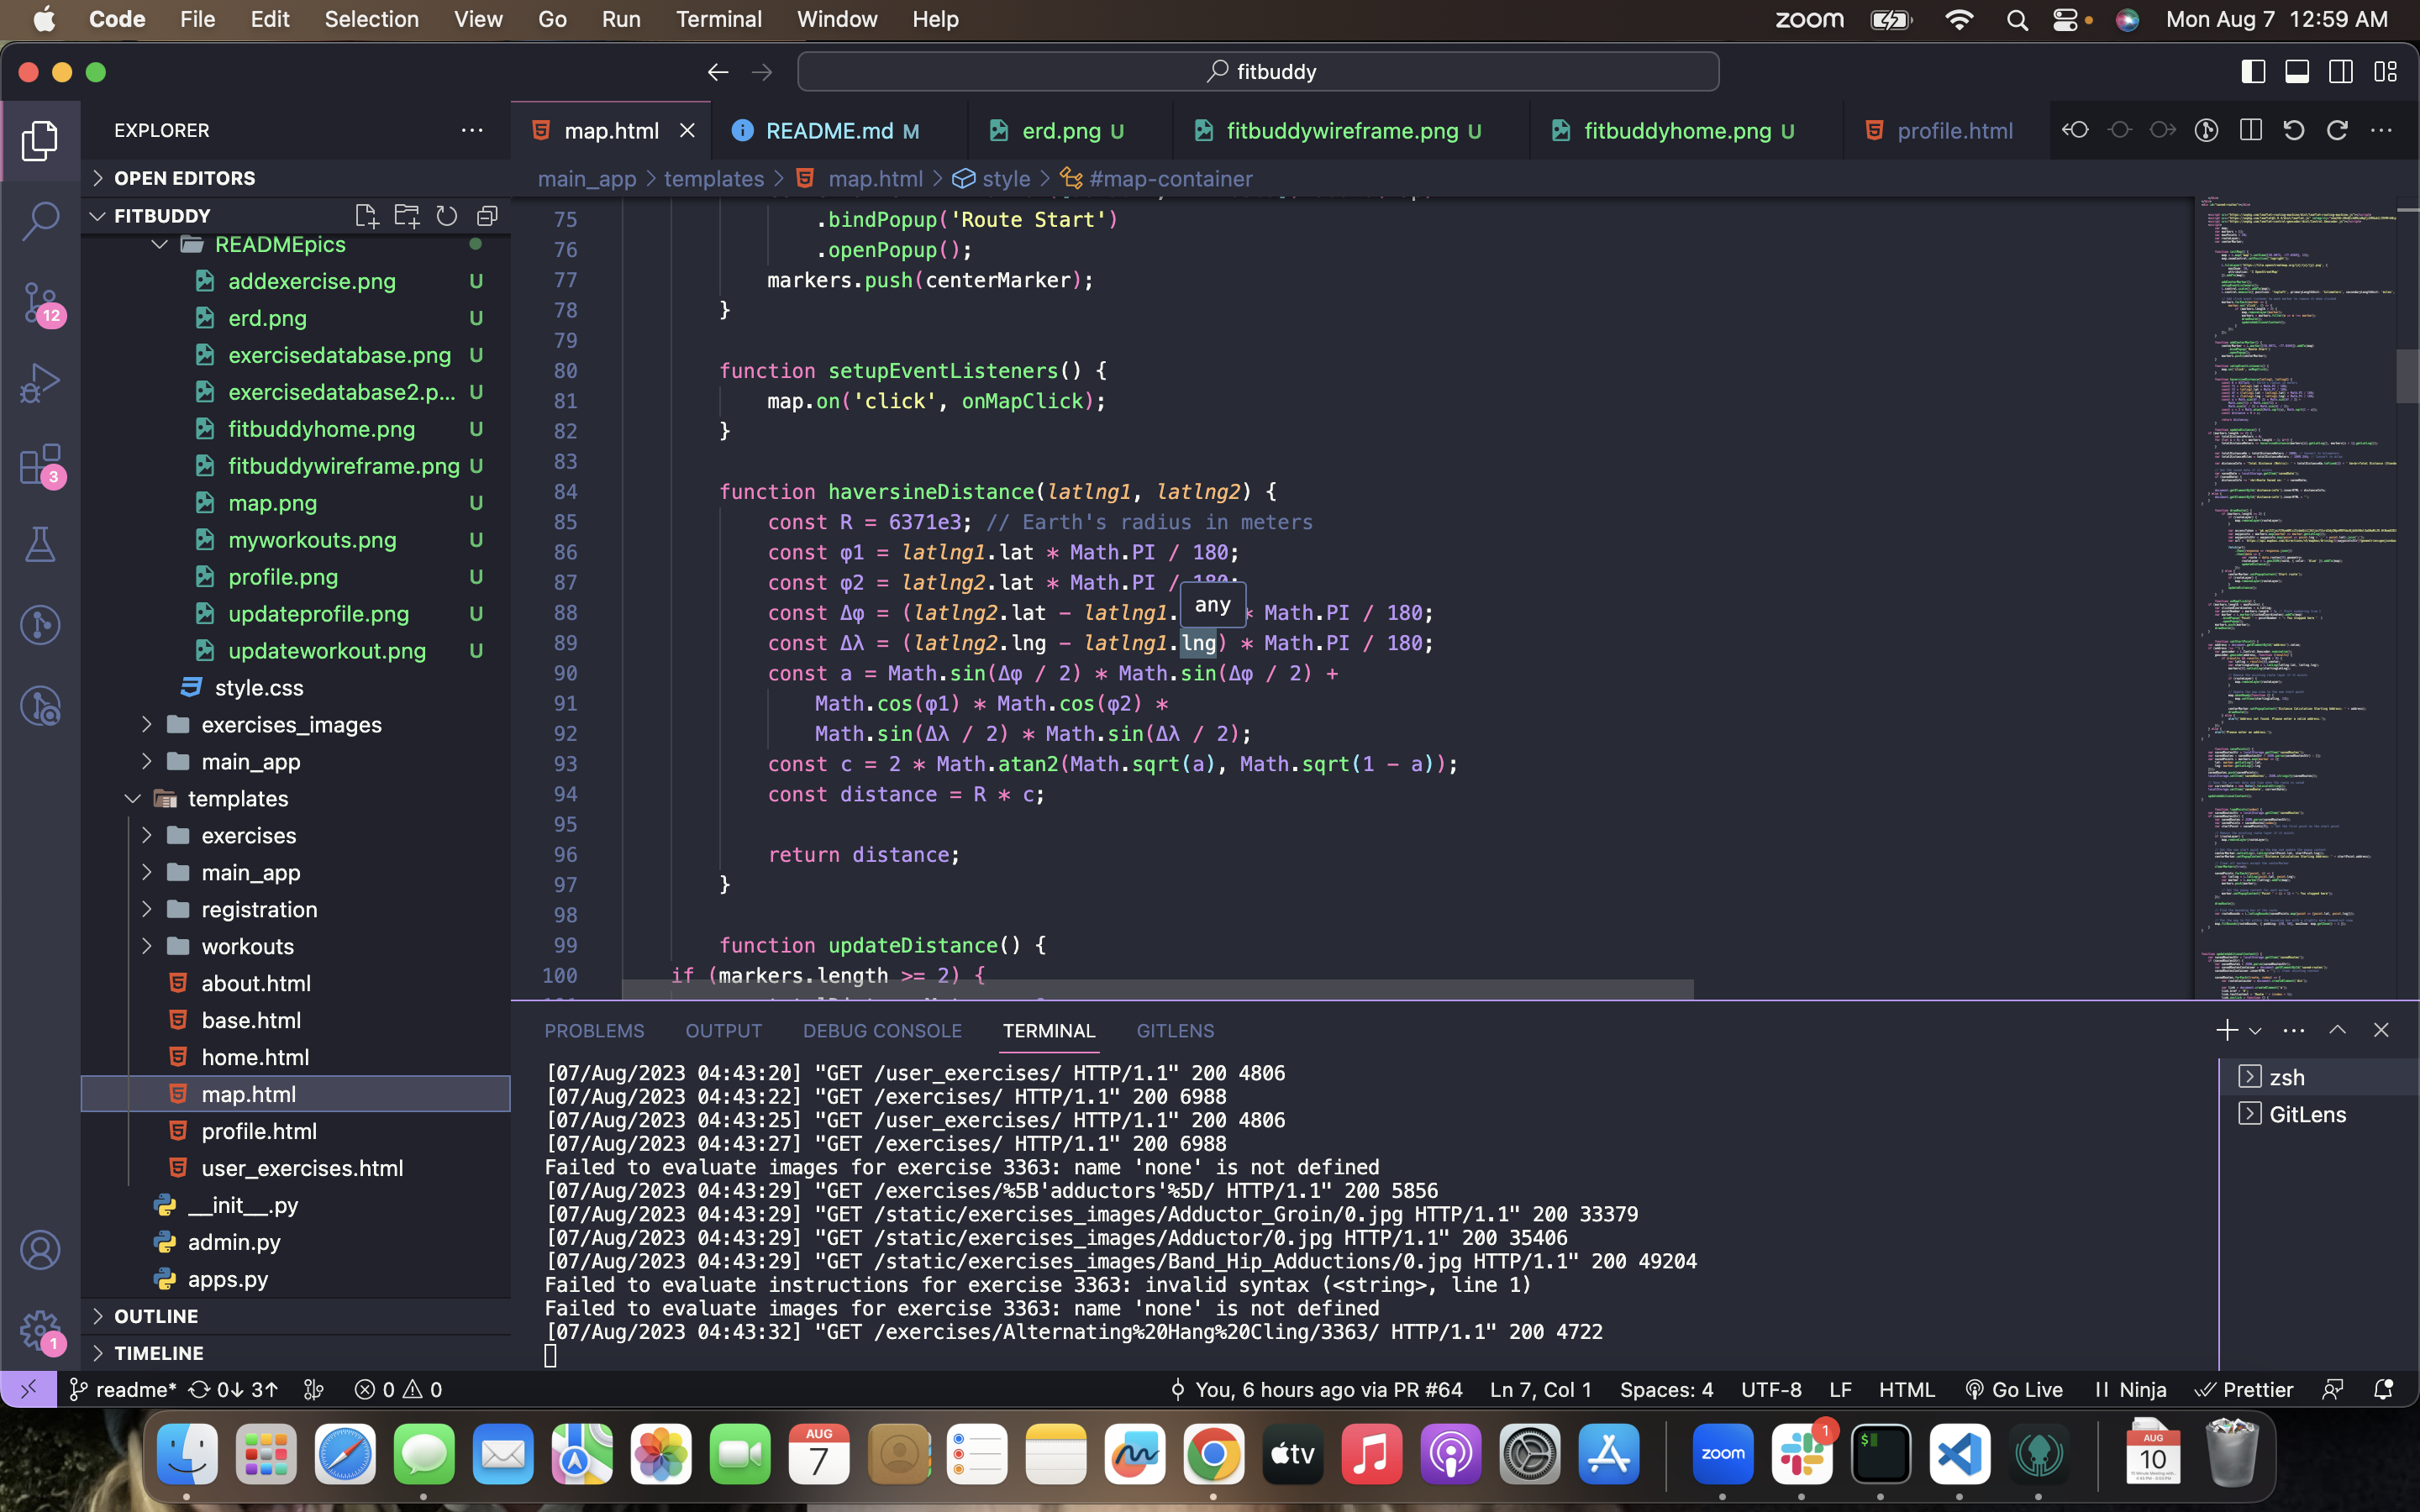 Code File Edit Selection View Go Run Terminal Window Help zoom Mon Aug 7 12:59 AM
fitbuddy
EXPLORER
OPEN EDITORS
FITBUDDY
READMEpics
addexercise.png U
erd.png U
exercisedatabase.png U
exercisedatabase2.p... U
fitbuddyhome.png U
fitbuddywireframe.png U
map.png U
myworkouts.png U
profile.png U
updateprofile.png U
updateworkout.png U
style.css
exercises_images
main_app
templates
exercises
main_app
registration
workouts
about.html
base.html
home.html
map.html
profile.html
user_exercises.html
__init__.py
admin.py
apps.py
OUTLINE
TIMELINE
12
3
1
map.html README.md M erd.png U fitbuddywireframe.png U fitbuddyhome.png U profile.html
main_app > templates > map.html > style > #map-container
75 .bindPopup('Route Start')
76 .openPopup();
77 markers.push(centerMarker);
78 }
79
80 function setupEventListeners() {
81 map.on('click', onMapClick);
82 }
83
84 function haversineDistance(latlng1, latlng2) {
85 const R = 6371e3; // Earth's radius in meters
86 const φ1 = latlng1.lat * Math.PI / 180;
87 const φ2 = latlng2.lat * Math.PI / 180;
any
88 const Δφ = (latlng2.lat - latlng1. * Math.PI / 180;
89 const Δλ = (latlng2.lng - latlng1.lng) * Math.PI / 180;
90 const a = Math.sin(Δφ / 2) * Math.sin(Δφ / 2) +
91 Math.cos(φ1) * Math.cos(φ2) *
92 Math.sin(Δλ / 2) * Math.sin(Δλ / 2);
93 const c = 2 * Math.atan2(Math.sqrt(a), Math.sqrt(1 - a));
94 const distance = R * c;
95
96 return distance;
97 }
98
99 function updateDistance() {
100 if (markers.length >= 2) {
PROBLEMS OUTPUT DEBUG CONSOLE TERMINAL GITLENS
[07/Aug/2023 04:43:20] "GET /user_exercises/ HTTP/1.1" 200 4806
[07/Aug/2023 04:43:22] "GET /exercises/ HTTP/1.1" 200 6988
[07/Aug/2023 04:43:25] "GET /user_exercises/ HTTP/1.1" 200 4806
[07/Aug/2023 04:43:27] "GET /exercises/ HTTP/1.1" 200 6988
Failed to evaluate images for exercise 3363: name 'none' is not defined
[07/Aug/2023 04:43:29] "GET /exercises/%5B'adductors'%5D/ HTTP/1.1" 200 5856
[07/Aug/2023 04:43:29] "GET /static/exercises_images/Adductor_Groin/0.jpg HTTP/1.1" 200 33379
[07/Aug/2023 04:43:29] "GET /static/exercises_images/Adductor/0.jpg HTTP/1.1" 200 35406
[07/Aug/2023 04:43:29] "GET /static/exercises_images/Band_Hip_Adductions/0.jpg HTTP/1.1" 200 49204
Failed to evaluate instructions for exercise 3363: invalid syntax (<string>, line 1)
Failed to evaluate images for exercise 3363: name 'none' is not defined
[07/Aug/2023 04:43:32] "GET /exercises/Alternating%20Hang%20Cling/3363/ HTTP/1.1" 200 4722
zsh
GitLens
readme* 0↓ 3↑ 0 0 You, 6 hours ago via PR #64 Ln 7, Col 1 Spaces: 4 UTF-8 LF HTML Go Live Ninja Prettier
AUG
7
tv
zoom
1
$
AUG
10